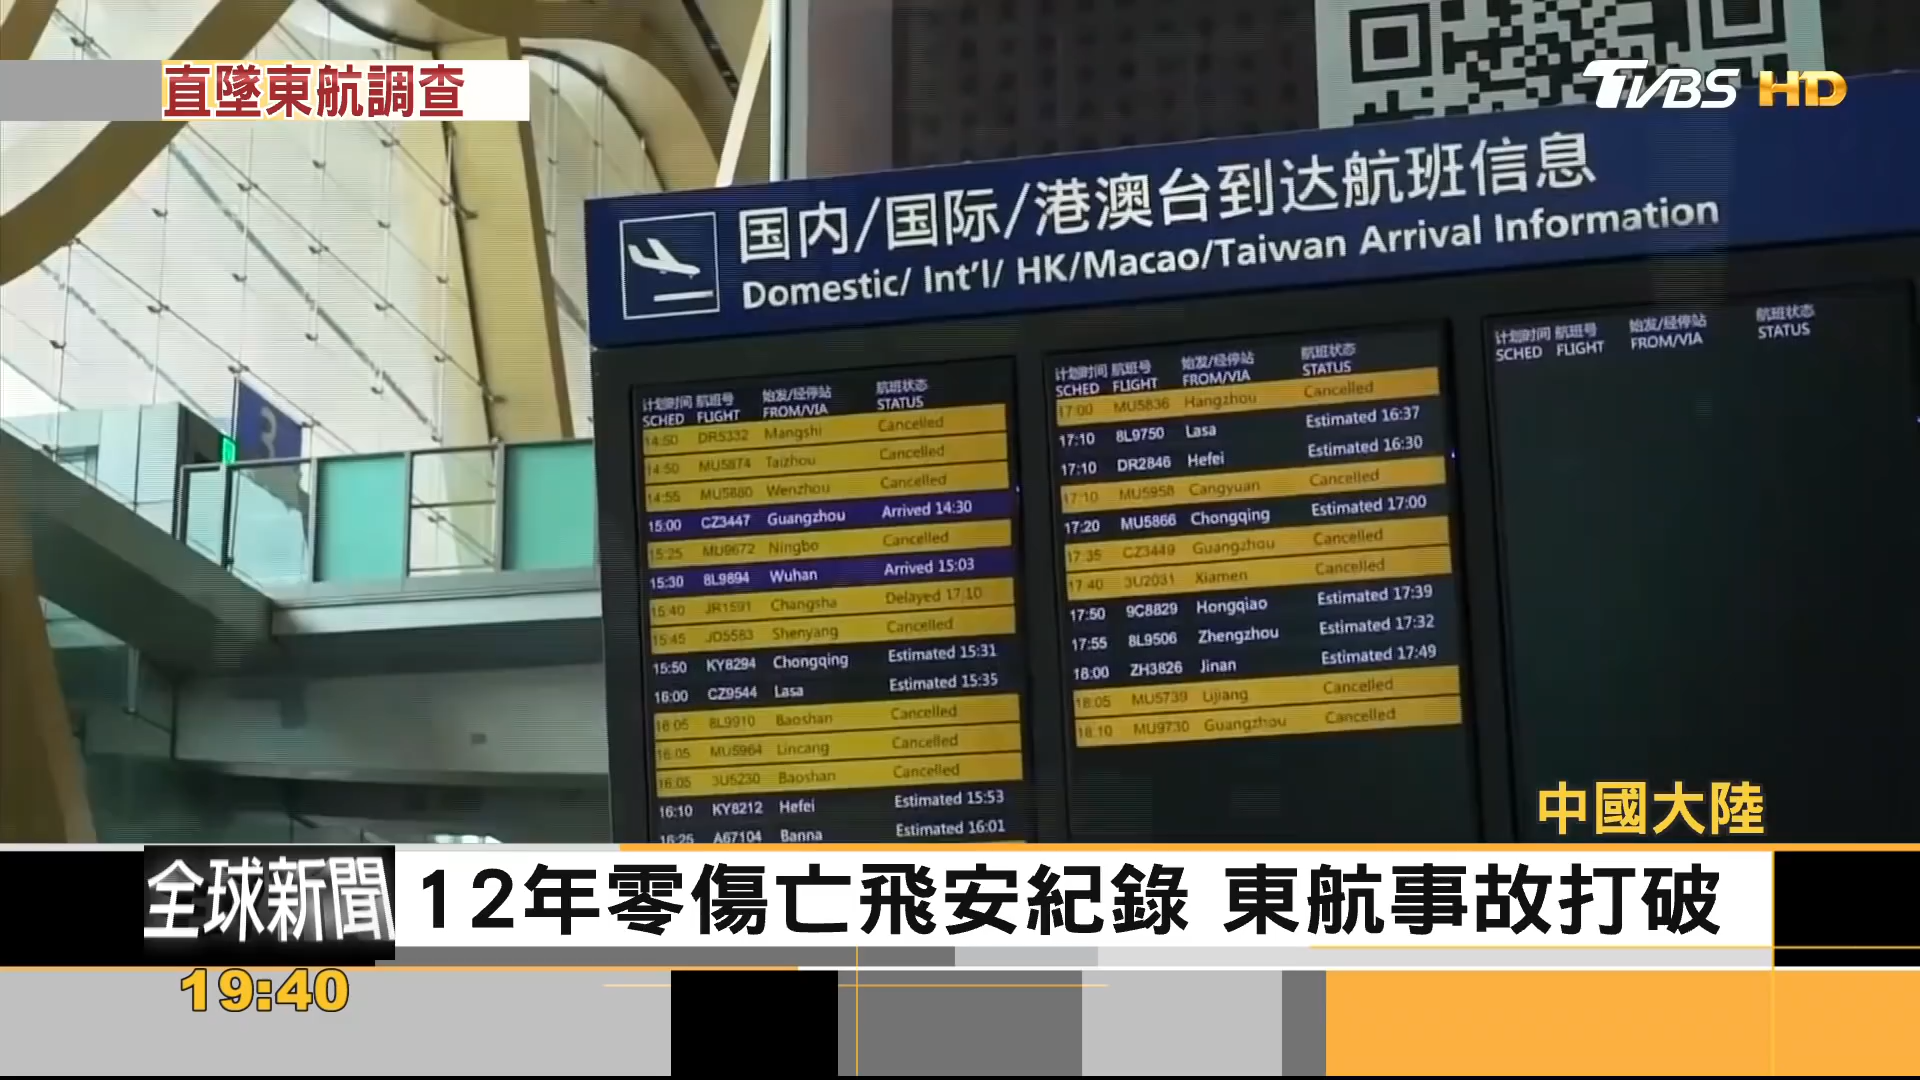 直墜東航調查
TVBS HD
国内/国际/港澳台到达航班信息
Domestic/ Int'l/ HK/Macao/Taiwan Arrival Information
计划时间 航班号 始发/经停站 航班状态
SCHED FLIGHT FROM/VIA STATUS
14:50 DR5332 Mangshi Cancelled
14:50 MU5874 Taizhou Cancelled
14:55 MU5880 Wenzhou Cancelled
15:00 CZ3447 Guangzhou Arrived 14:30
15:25 MU9672 Ningbo Cancelled
15:30 8L9894 Wuhan Arrived 15:03
15:40 JR1591 Changsha Delayed 17:10
15:45 JD5583 Shenyang Cancelled
15:50 KY8294 Chongqing Estimated 15:31
16:00 CZ9544 Lasa Estimated 15:35
16:05 8L9910 Baoshan Cancelled
16:05 MU5964 Lincang Cancelled
16:05 3U5230 Baoshan Cancelled
16:10 KY8212 Hefei Estimated 15:53
16:25 A67104 Banna Estimated 16:01
计划时间 航班号 始发/经停站 航班状态
SCHED FLIGHT FROM/VIA STATUS
17:00 MU5836 Hangzhou Cancelled
17:10 8L9750 Lasa Estimated 16:37
17:10 DR2846 Hefei Estimated 16:30
17:10 MU5958 Cangyuan Cancelled
17:20 MU5866 Chongqing Estimated 17:00
17:35 CZ3449 Guangzhou Cancelled
17:40 3U2031 Xiamen Cancelled
17:50 9C8829 Hongqiao Estimated 17:39
17:55 8L9506 Zhengzhou Estimated 17:32
18:00 ZH3826 Jinan Estimated 17:49
18:05 MU5739 Lijiang Cancelled
18:10 MU9730 Guangzhou Cancelled
计划时间 航班号 始发/经停站 航班状态
SCHED FLIGHT FROM/VIA STATUS
3
中國大陸
全球新聞
12年零傷亡飛安紀錄 東航事故打破
19:40